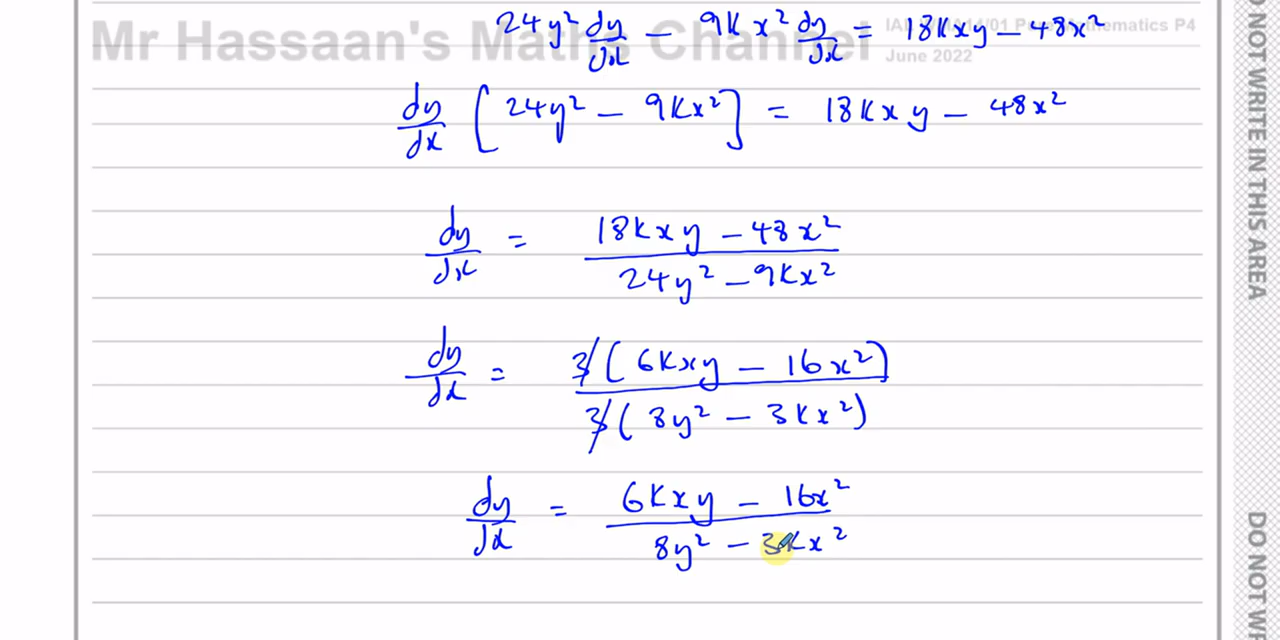 24y² dy/dx − 9kx² dy/dx = 18kxy − 48x²
Mr Hassaan's Maths Channel
Mathematics P4
June 2022
dy/dx [24y² − 9kx²] = 18kxy − 48x²
dy/dx = (18kxy − 48x²)/(24y² − 9kx²)
dy/dx = 3(6kxy − 16x²)/3(8y² − 3kx²)
dy/dx = (6kxy − 16x²)/(8y² − 3kx²)
DO NOT WRITE IN THIS AREA
DO NOT